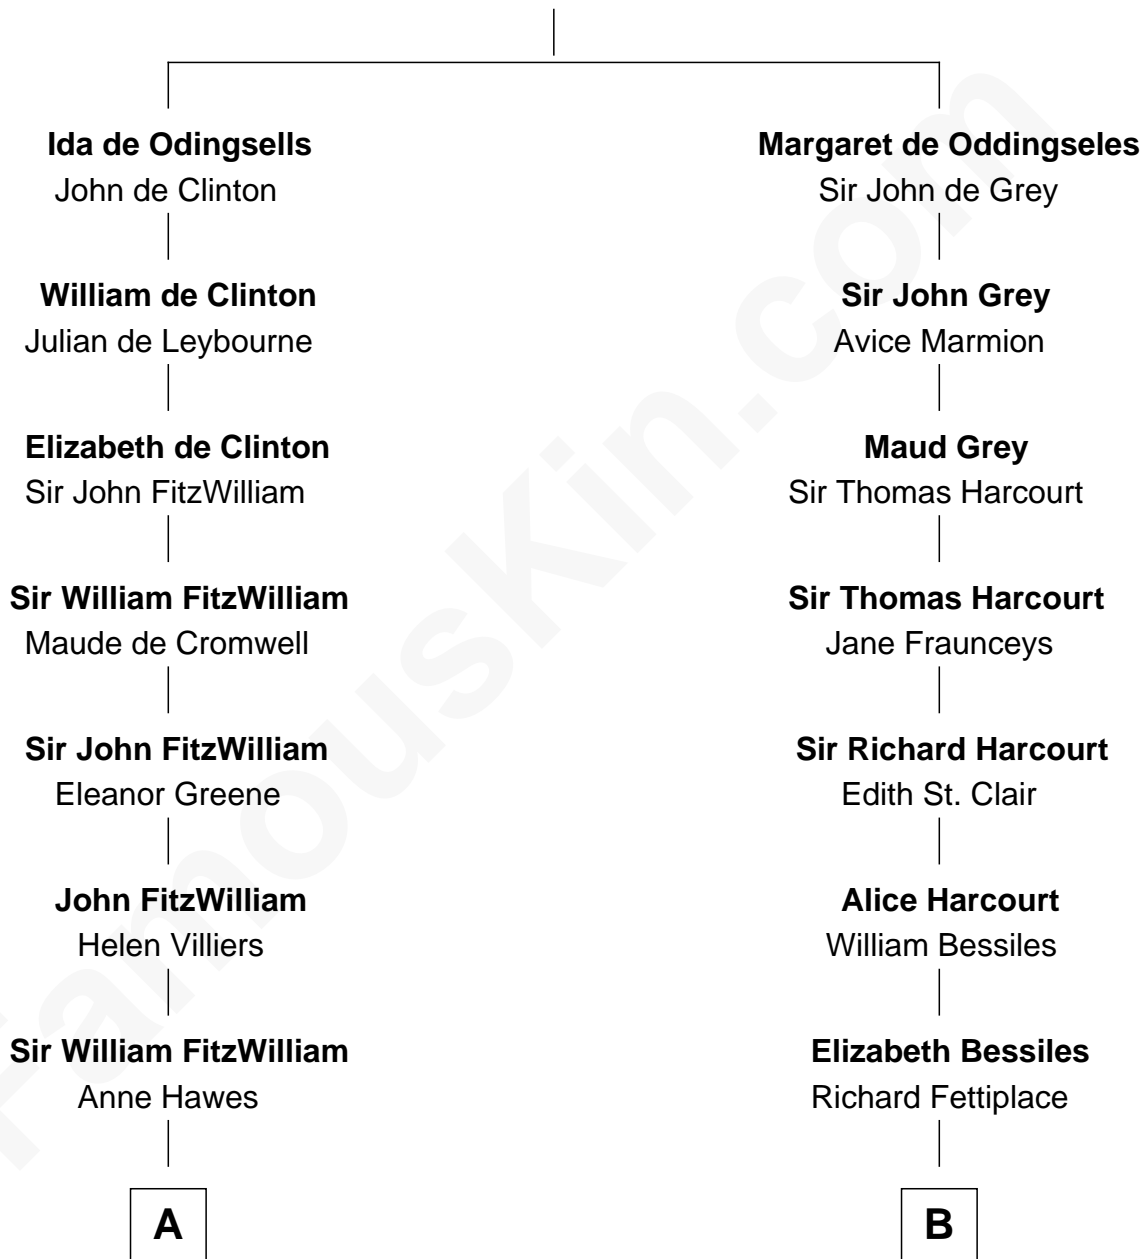 Ida de Odingsells
John de Clinton
William de Clinton
Julian de Leybourne
Elizabeth de Clinton
Sir John FitzWilliam
Sir William FitzWilliam
Maude de Cromwell
Sir John FitzWilliam
Eleanor Greene
John FitzWilliam
Helen Villiers
Sir William FitzWilliam
Anne Hawes
A
Margaret de Oddingseles
Sir John de Grey
Sir John Grey
Avice Marmion
Maud Grey
Sir Thomas Harcourt
Sir Thomas Harcourt
Jane Fraunceys
Sir Richard Harcourt
Edith St. Clair
Alice Harcourt
William Bessiles
Elizabeth Bessiles
Richard Fettiplace
B
FamousKin.com